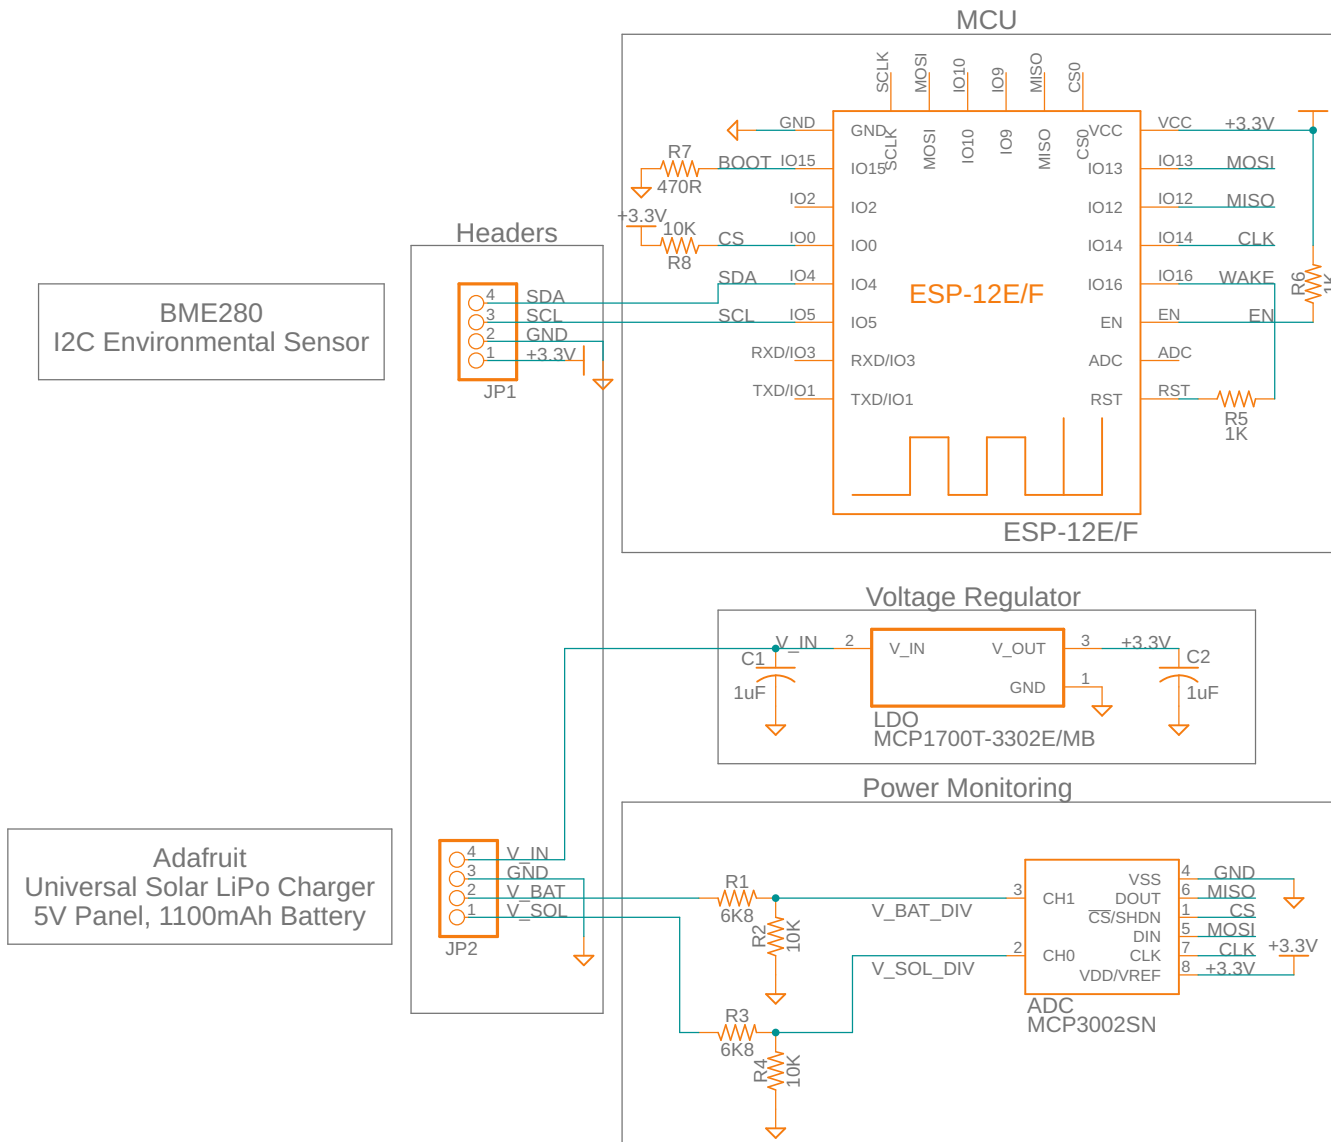 MCU
SCLK
MOSI
IO10
IO9
MISO
CS0
GND
GND
SCLK
MOSI
IO10
IO9
MISO
CS0
VCC
VCC
+3.3V
R7
470R
BOOT
IO15
IO15
IO13
IO13
MOSI
IO2
IO2
IO12
IO12
MISO
+3.3V
10K
R8
CS
IO0
IO0
IO14
IO14
CLK
SDA
IO4
IO4
ESP-12E/F
IO16
IO16
WAKE
R6
1K
SCL
IO5
IO5
EN
EN
EN
RXD/IO3
RXD/IO3
ADC
ADC
TXD/IO1
TXD/IO1
RST
RST
R5
1K
ESP-12E/F
Headers
BME280
I2C Environmental Sensor
4 SDA
3 SCL
2 GND
1 +3.3V
JP1
Voltage Regulator
V_IN
2
V_IN
V_OUT
3
+3.3V
C1
1uF
GND
1
C2
1uF
LDO
MCP1700T-3302E/MB
Power Monitoring
Adafruit
Universal Solar LiPo Charger
5V Panel, 1100mAh Battery
4 V_IN
3 GND
2 V_BAT
1 V_SOL
JP2
R1
6K8
R2
10K
V_BAT_DIV
3
CH1
VSS
4
GND
DOUT
6
MISO
CS/SHDN
1
CS
DIN
5
MOSI
V_SOL_DIV
2
CH0
CLK
7
CLK
+3.3V
VDD/VREF
8
+3.3V
ADC
MCP3002SN
R3
6K8
R4
10K